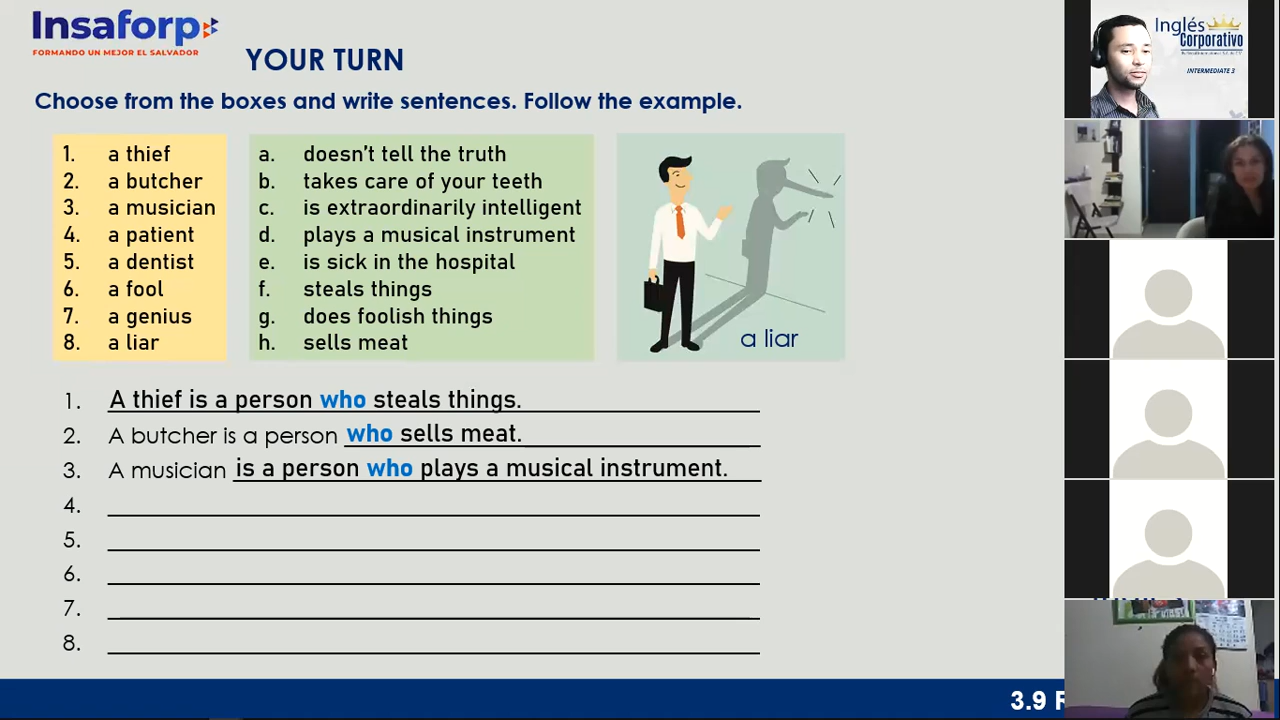 Insaforp
FORMANDO UN MEJOR EL SALVADOR
YOUR TURN
Choose from the boxes and write sentences. Follow the example.
1. a thief
2. a butcher
3. a musician
4. a patient
5. a dentist
6. a fool
7. a genius
8. a liar
a. doesn't tell the truth
b. takes care of your teeth
c. is extraordinarily intelligent
d. plays a musical instrument
e. is sick in the hospital
f. steals things
g. does foolish things
h. sells meat
a liar
1. A thief is a person who steals things.
2. A butcher is a person who sells meat.
3. A musician is a person who plays a musical instrument.
4.
5.
6.
7.
8.
3.9 R
Inglés
Corporativo
INTERMEDIATE 3